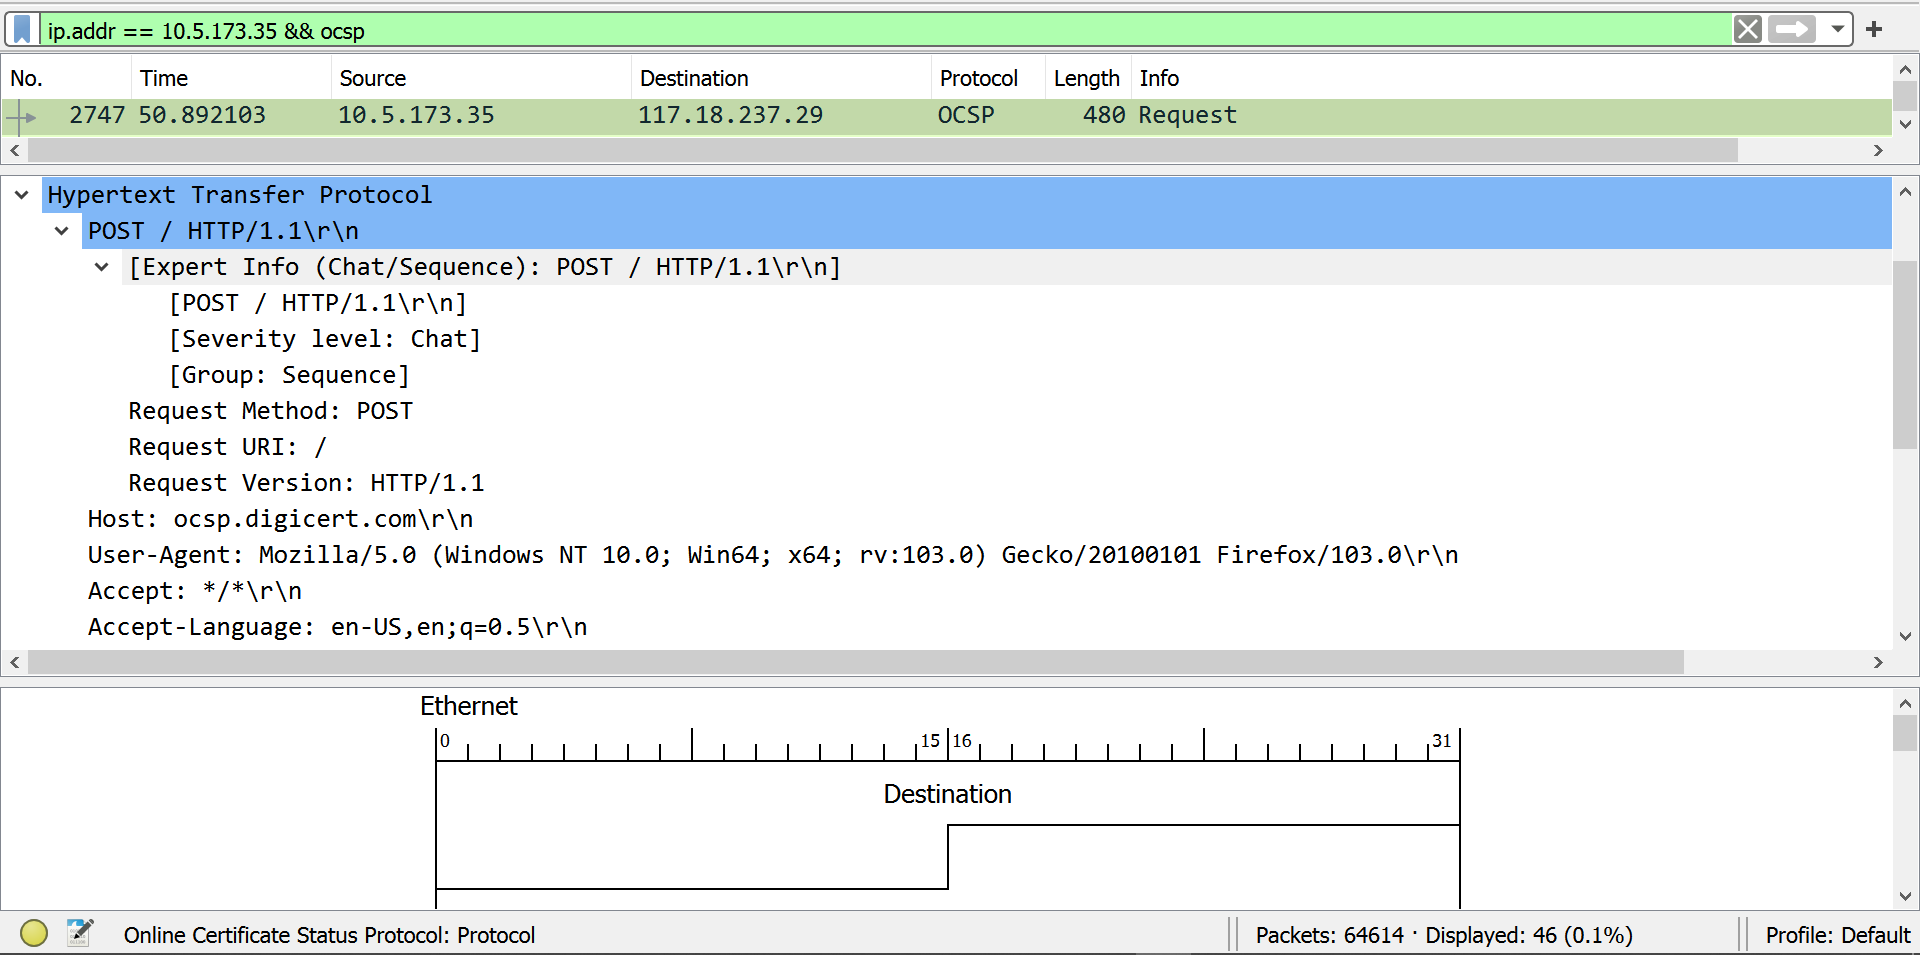 ip.addr == 10.5.173.35 && ocsp
No. Time Source Destination Protocol Length Info
2747 50.892103 10.5.173.35 117.18.237.29 OCSP 480 Request
Hypertext Transfer Protocol
POST / HTTP/1.1\r\n
[Expert Info (Chat/Sequence): POST / HTTP/1.1\r\n]
[POST / HTTP/1.1\r\n]
[Severity level: Chat]
[Group: Sequence]
Request Method: POST
Request URI: /
Request Version: HTTP/1.1
Host: ocsp.digicert.com\r\n
User-Agent: Mozilla/5.0 (Windows NT 10.0; Win64; x64; rv:103.0) Gecko/20100101 Firefox/103.0\r\n
Accept: */*\r\n
Accept-Language: en-US,en;q=0.5\r\n
Ethernet
0 15 16 31
Destination
Online Certificate Status Protocol: Protocol Packets: 64614 · Displayed: 46 (0.1%) Profile: Default